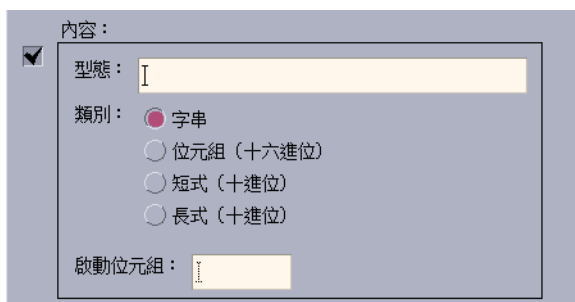 內容：
型態：
類別：
字串
位元組（十六進位）
短式（十進位）
長式（十進位）
啟動位元組：